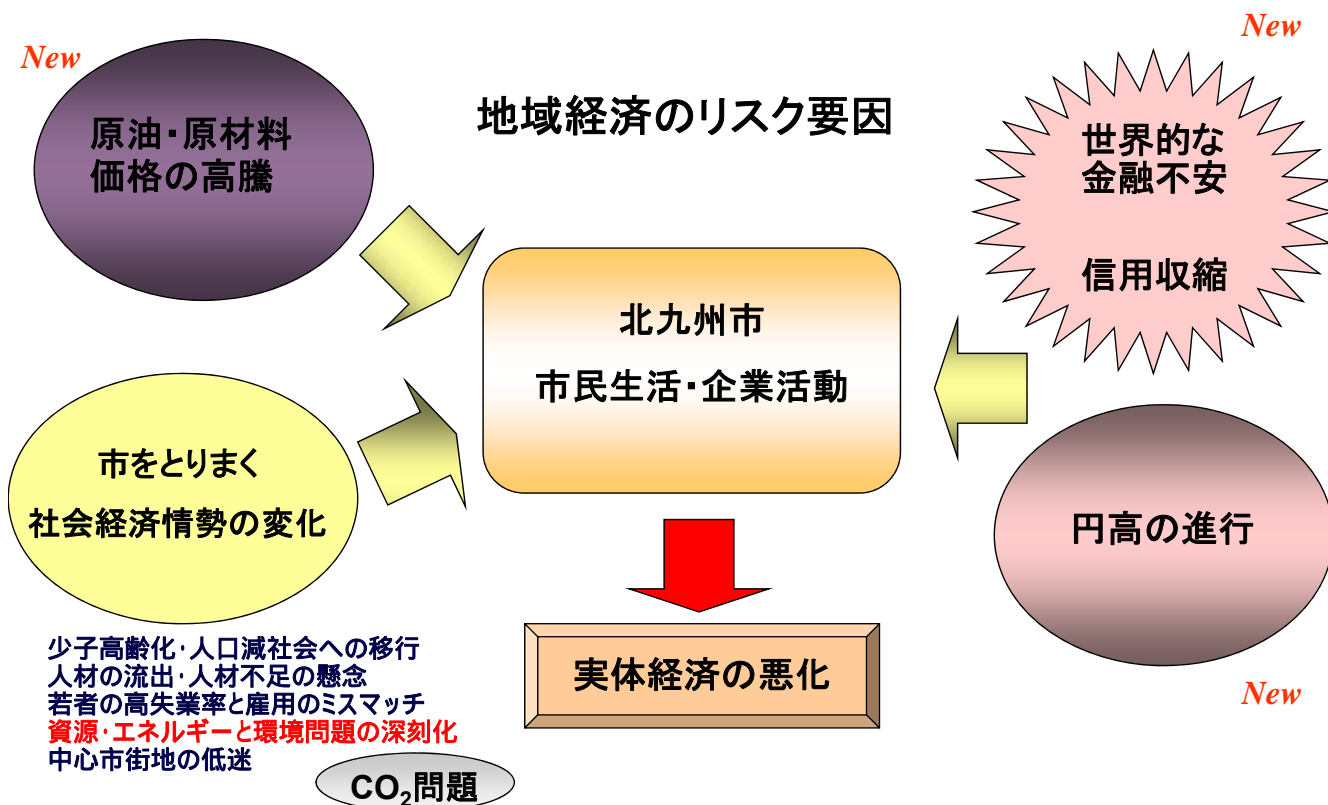 地域経済のリスク要因
New
原油・原材料
価格の高騰
New
世界的な
金融不安
信用収縮
北九州市
市民生活・企業活動
市をとりまく
社会経済情勢の変化
円高の進行
New
少子高齢化・人口減社会への移行
人材の流出・人材不足の懸念
若者の高失業率と雇用のミスマッチ
資源・エネルギーと環境問題の深刻化
中心市街地の低迷
CO₂問題
実体経済の悪化